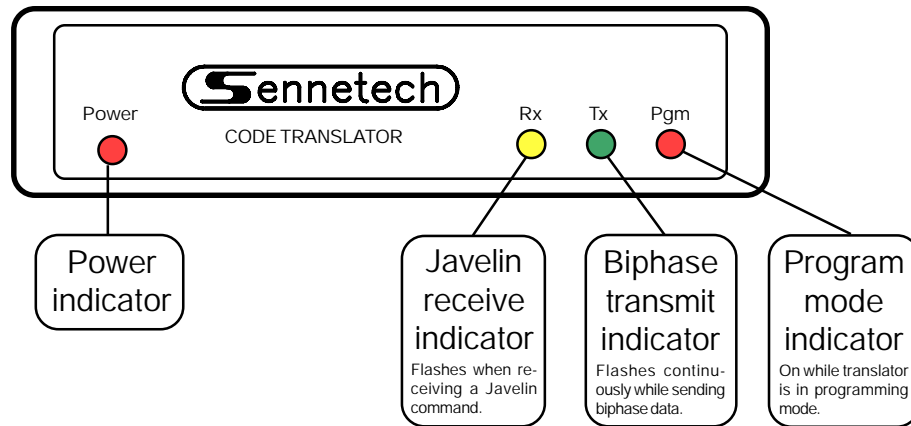 Sennetech
CODE TRANSLATOR
Power
Rx
Tx
Pgm
Power
indicator
Javelin
receive
indicator
Flashes when re-
ceiving a Javelin
command.
Biphase
transmit
indicator
Flashes continu-
ously while sending
biphase data.
Program
mode
indicator
On while translator
is in programming
mode.